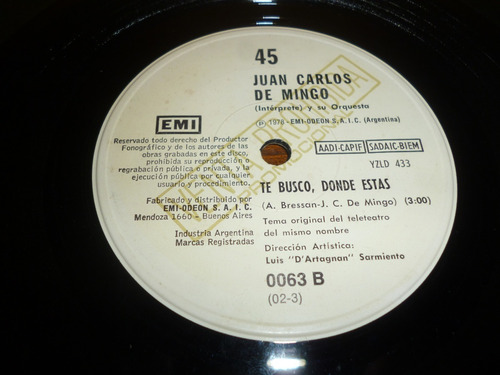 45
JUAN CARLOS
DE MINGO
(Intérprete) y su Orquesta
℗ 1978 - EMI-ODEON S. A. I. C. (Argentina)
EMI
AADI-CAPIF
SADAIC-BIEM
YZLD 433
Reservado todo derecho del Productor
Fonográfico y de los autores de
las obras grabadas en este disco,
prohibida su reproducción o
regrabación pública o privada, y la
ejecución pública por cualquier
usuario y procedimiento.
Fabricado y distribuido por
EMI-ODEON S. A. I. C.
Mendoza 1660 - Buenos Aires
Industria Argentina
Marcas Registradas
TE BUSCO, DONDE ESTAS
(A. Bressan-J. C. De Mingo) (3:00)
Tema original del teleteatro
del mismo nombre
Dirección Artística:
Luis "D'Artagnan" Sarmiento
0063 B
(02-3)
VENTA PROHIBIDA